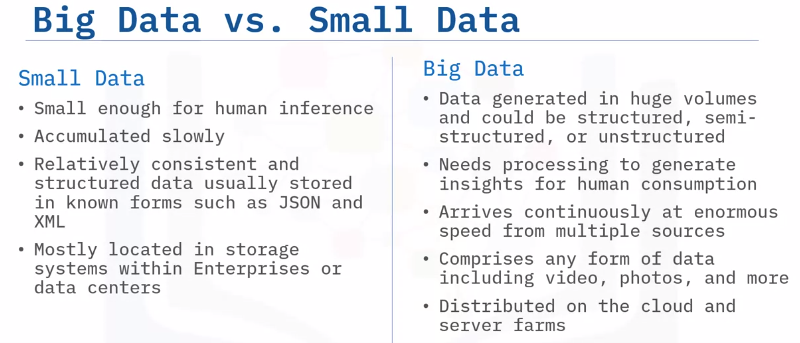 Big Data vs. Small Data
Small Data
• Small enough for human inference
• Accumulated slowly
• Relatively consistent and
structured data usually stored
in known forms such as JSON and
XML
• Mostly located in storage
systems within Enterprises or
data centers
Big Data
• Data generated in huge volumes
and could be structured, semi-
structured, or unstructured
• Needs processing to generate
insights for human consumption
• Arrives continuously at enormous
speed from multiple sources
• Comprises any form of data
including video, photos, and more
• Distributed on the cloud and
server farms